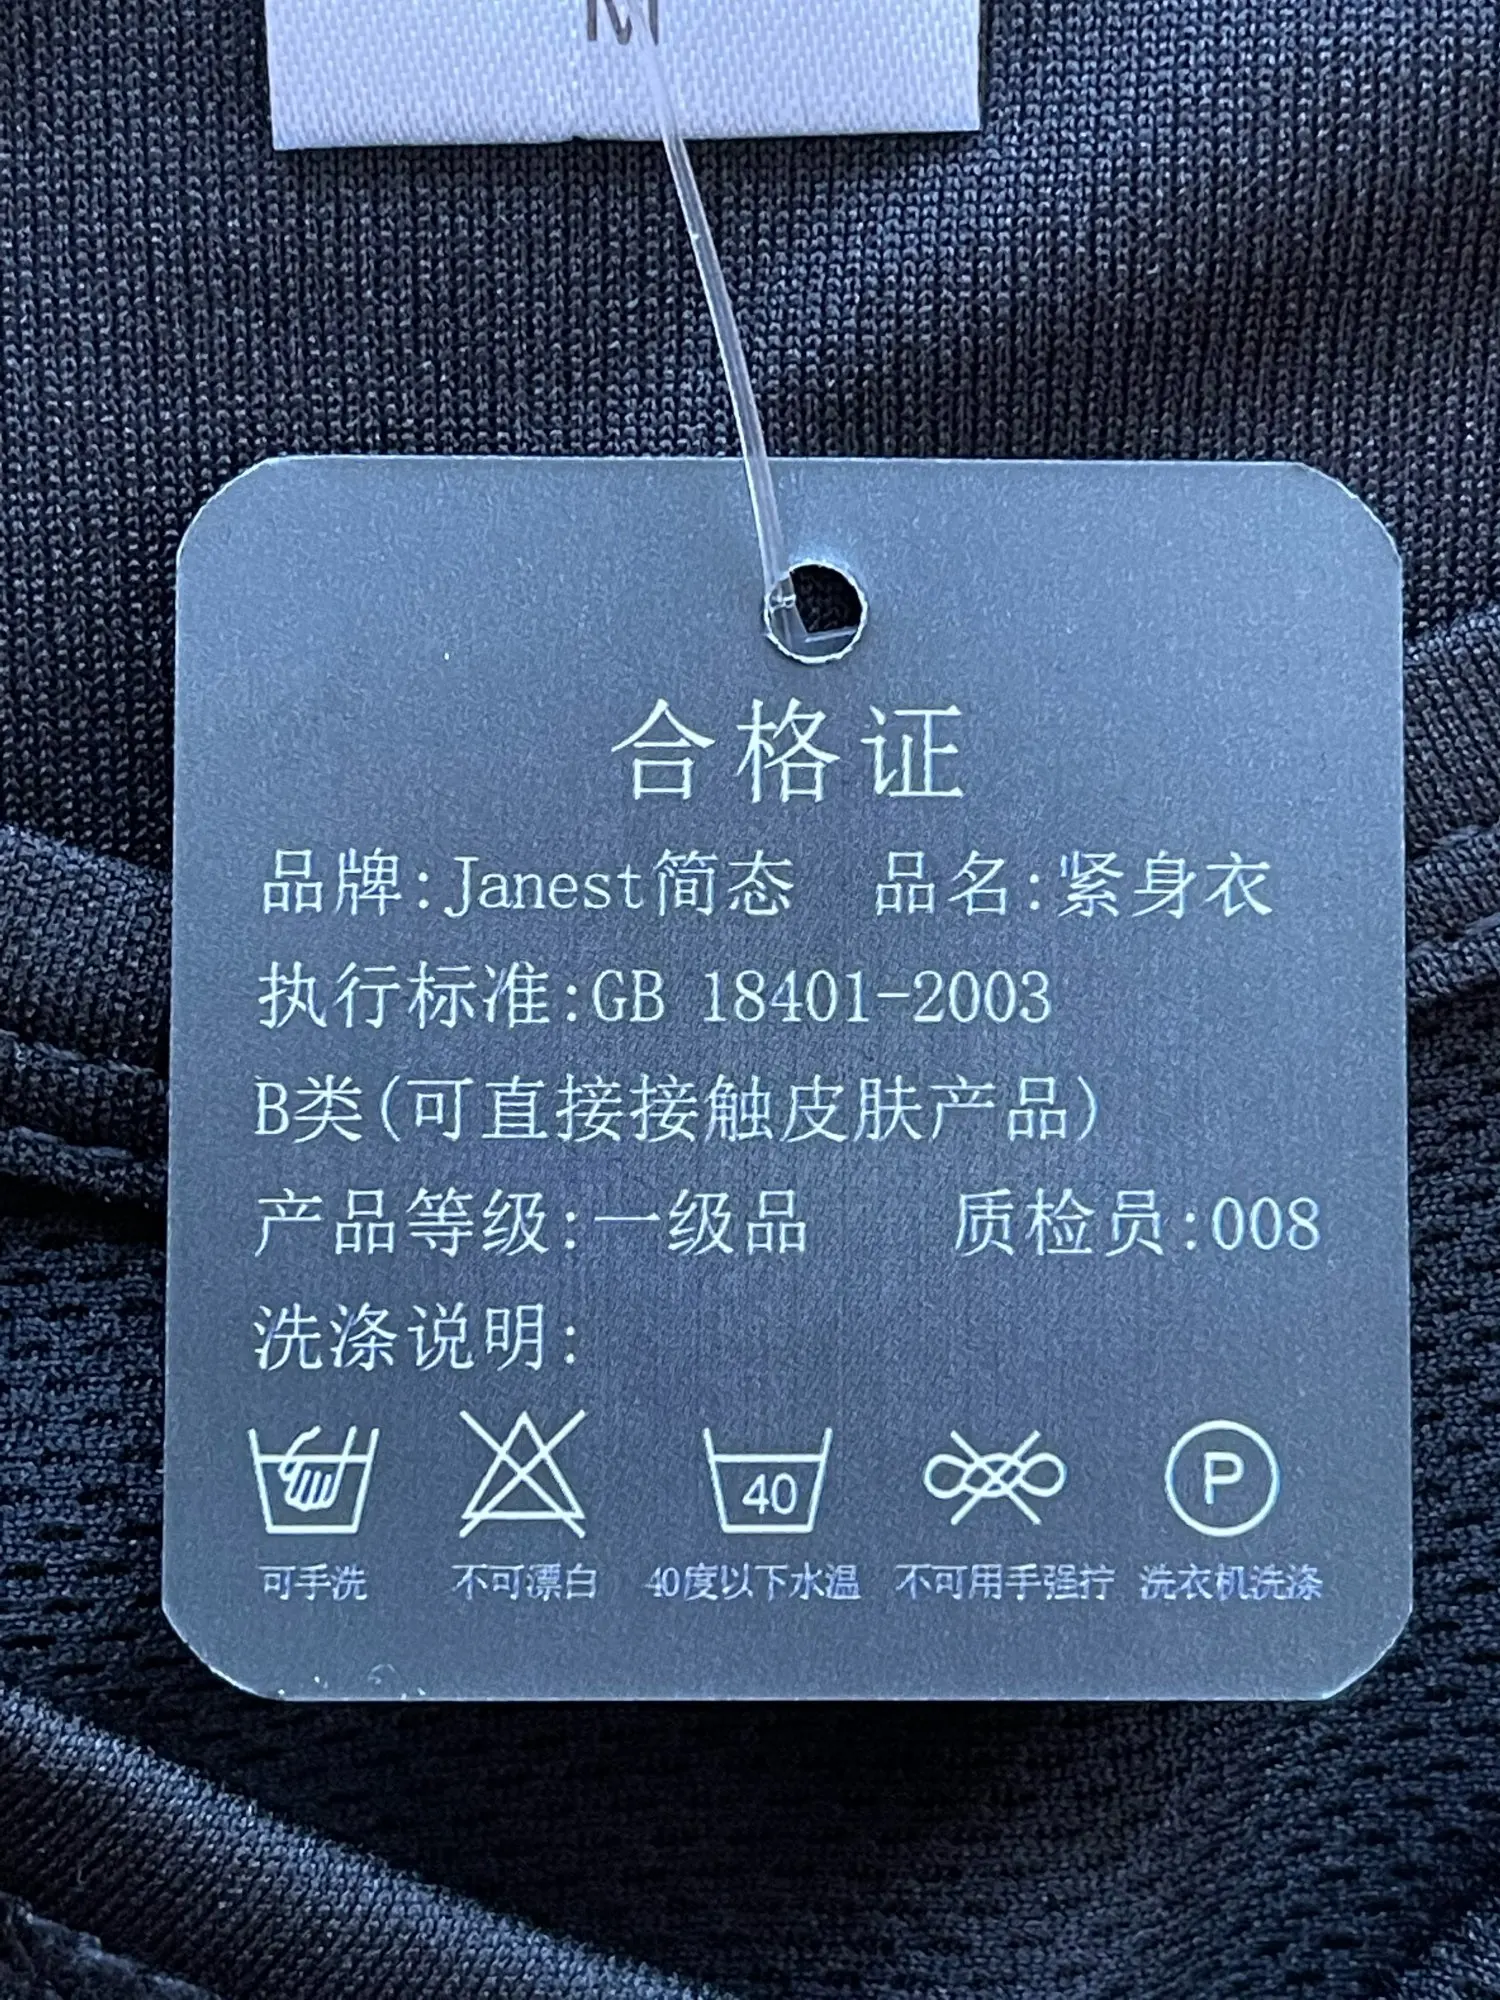 M
合格证
品牌:Janest简态 品名:紧身衣
执行标准:GB 18401-2003
B类(可直接接触皮肤产品)
产品等级:一级品 质检员:008
洗涤说明:
40 P
可手洗 不可漂白 40度以下水温 不可用手强拧 洗衣机洗涤